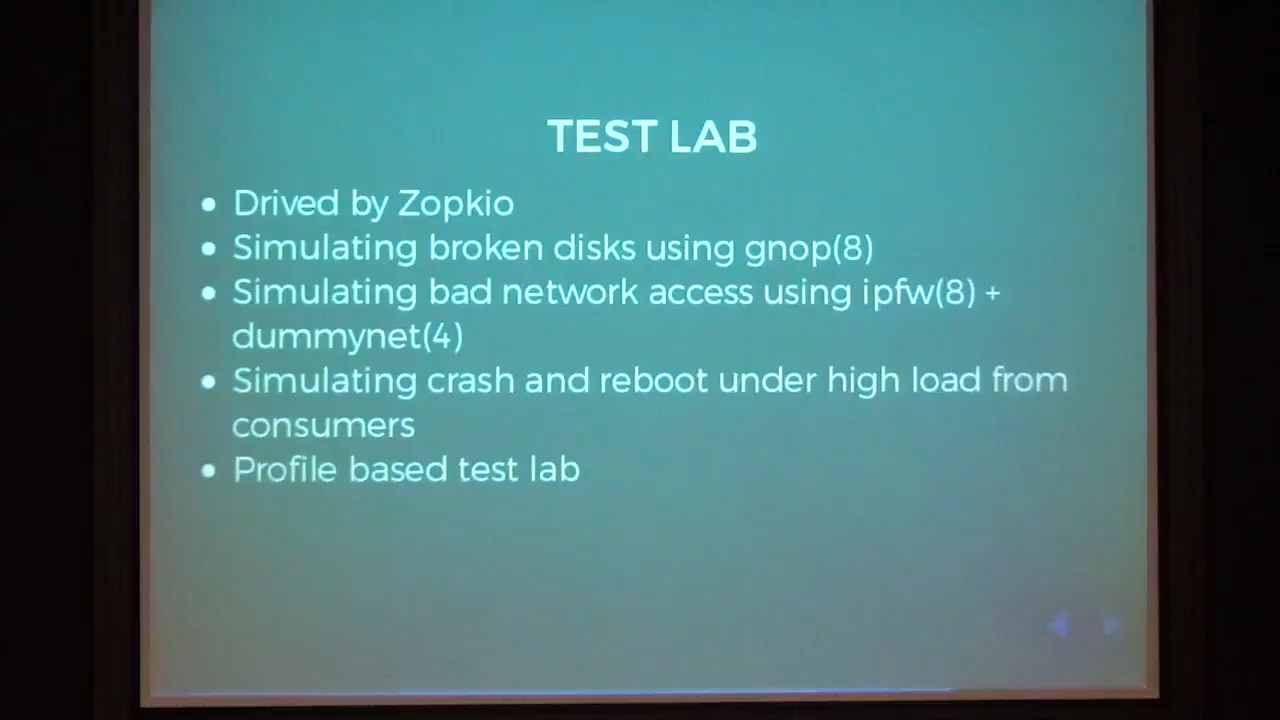 TEST LAB
• Drived by Zopkio
• Simulating broken disks using gnop(8)
• Simulating bad network access using ipfw(8) +
dummynet(4)
• Simulating crash and reboot under high load from
consumers
• Profile based test lab